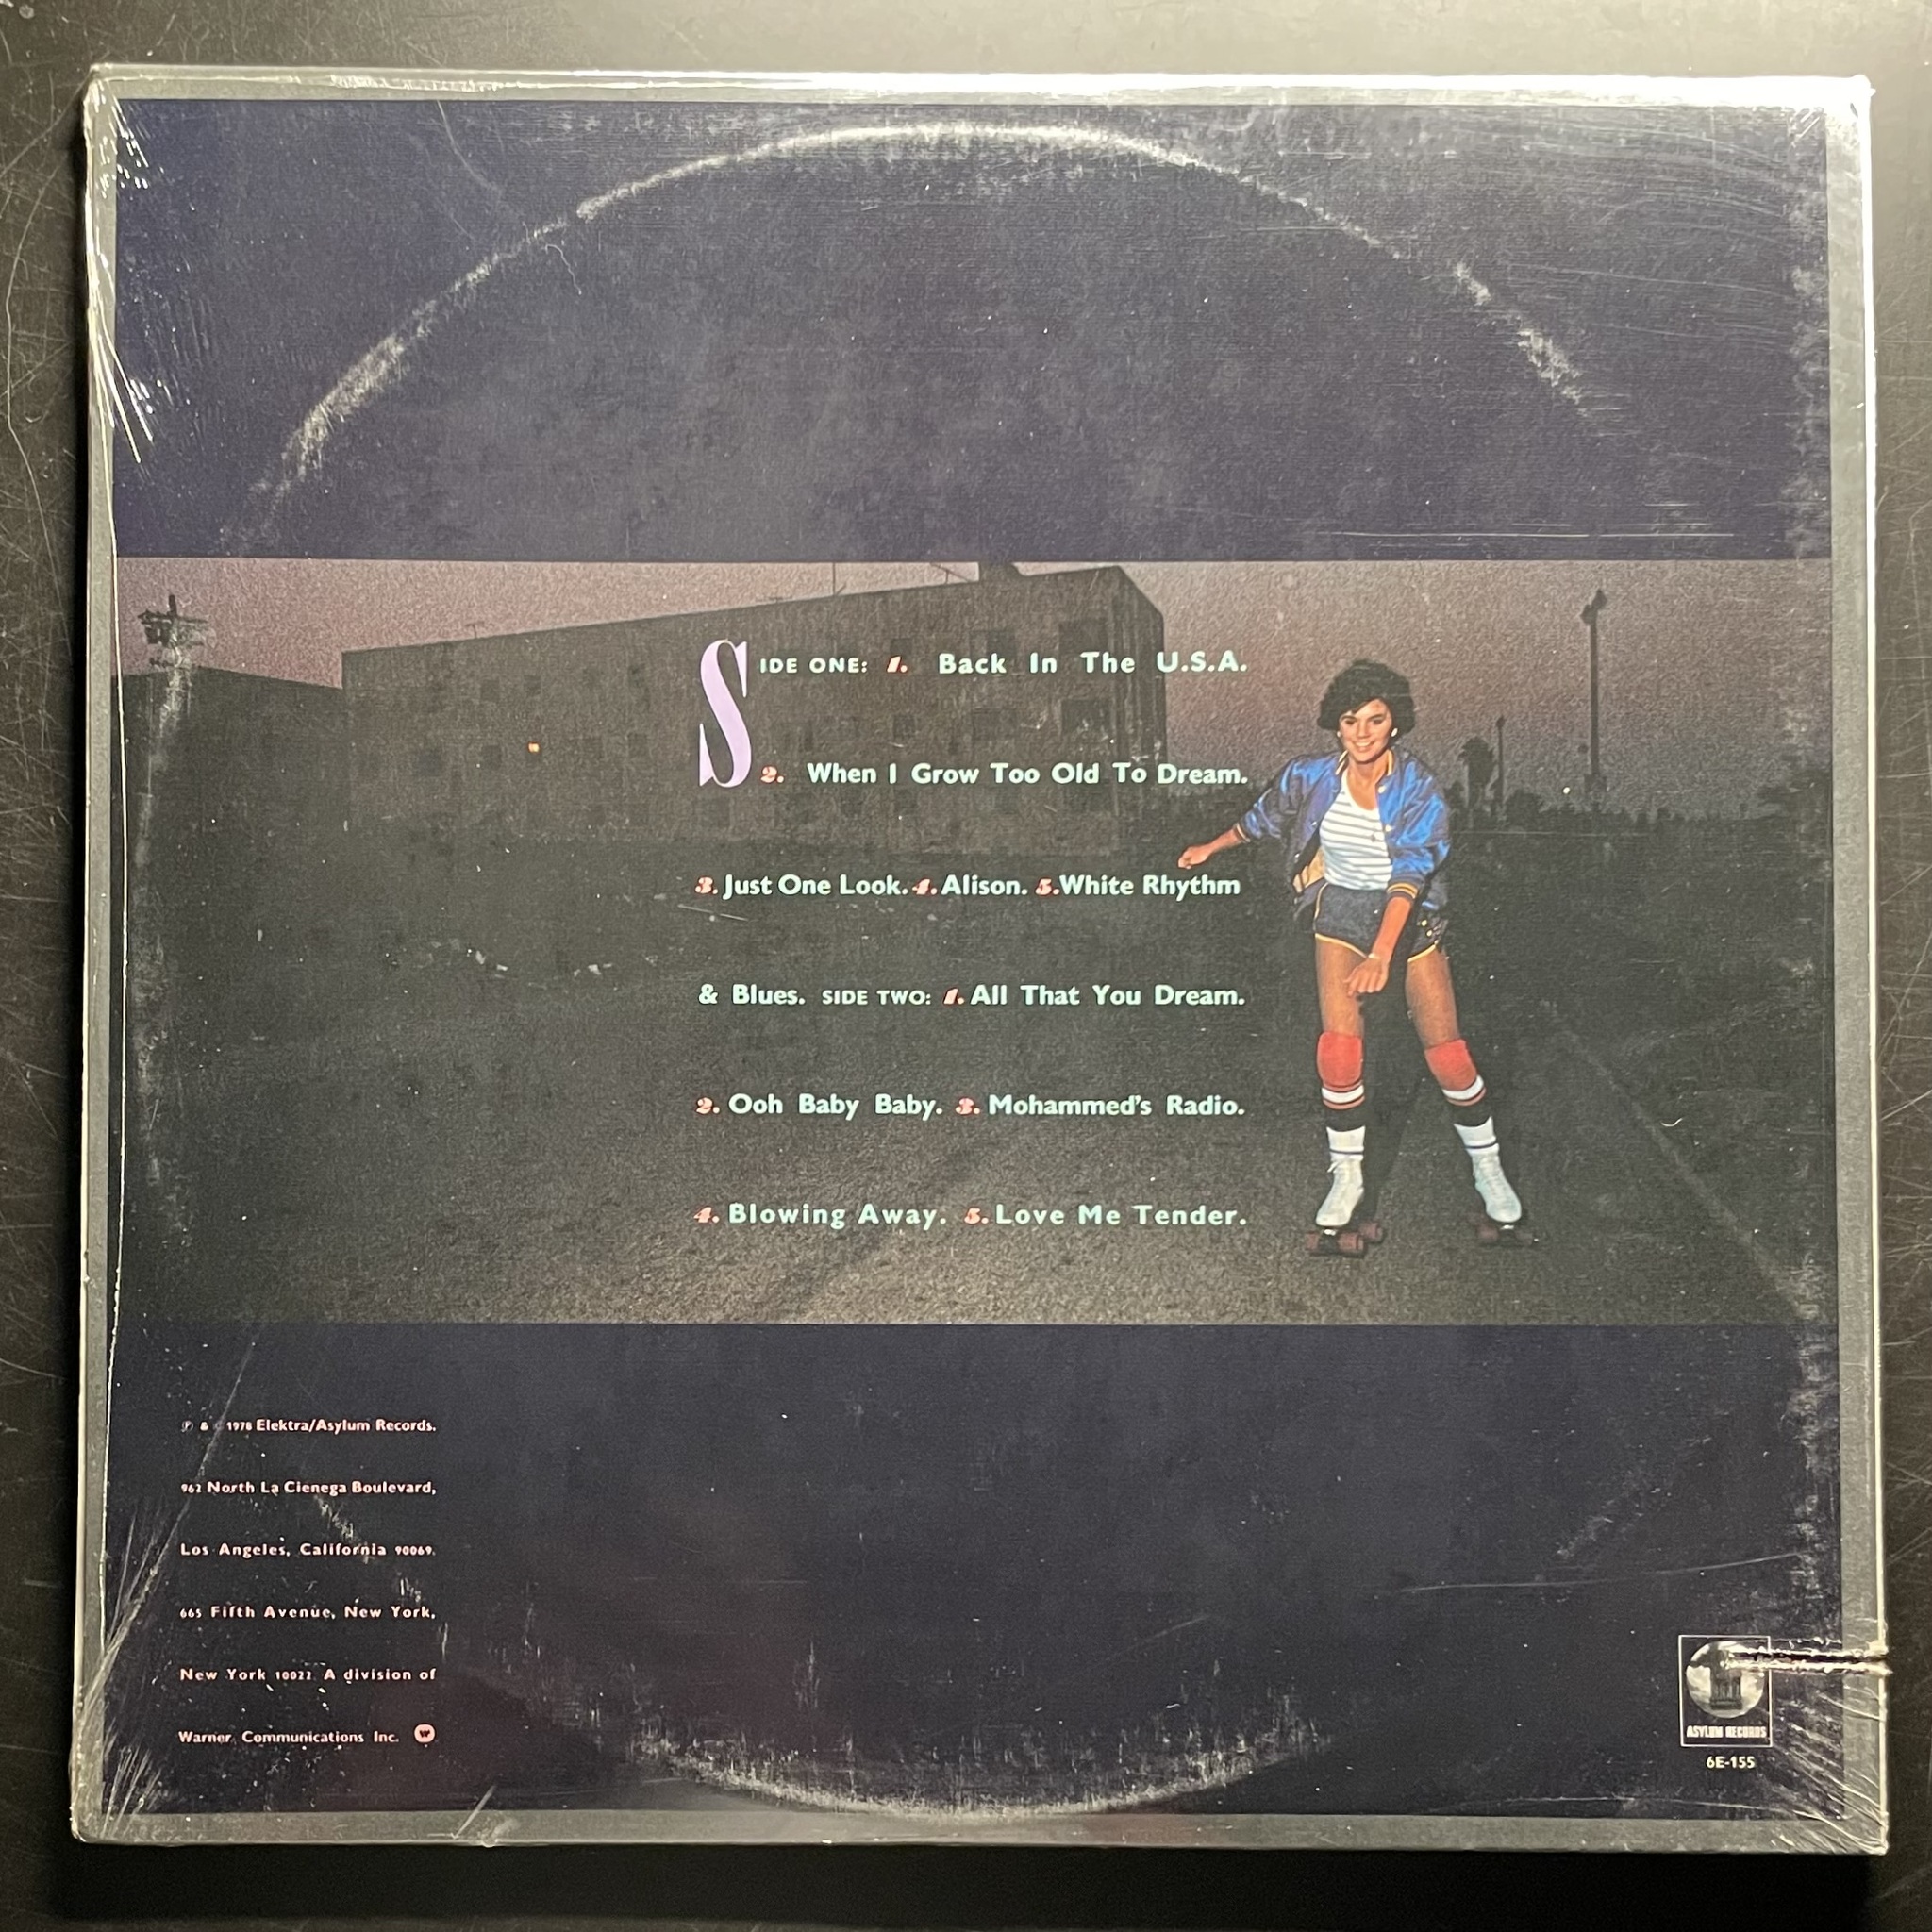 SIDE ONE: 1. Back In The U.S.A.
2. When I Grow Too Old To Dream.
3. Just One Look. 4. Alison. 5. White Rhythm
& Blues. SIDE TWO: 1. All That You Dream.
2. Ooh Baby Baby. 3. Mohammed's Radio.
4. Blowing Away. 5. Love Me Tender.
℗ & © 1978 Elektra/Asylum Records.
962 North La Cienega Boulevard,
Los Angeles, California 90069.
665 Fifth Avenue, New York,
New York 10022. A division of
Warner Communications Inc.
ASYLUM RECORDS
6E-155